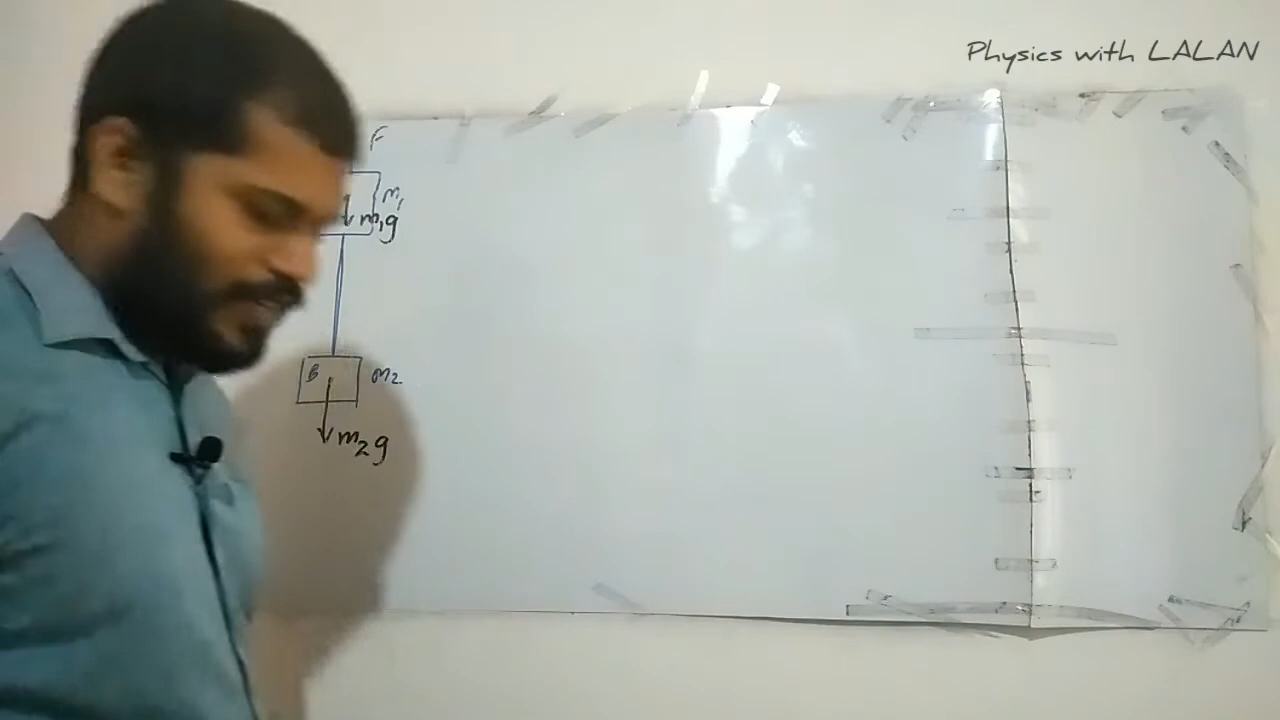 Physics with LALAN
F
m₁
m₁g
B
m₂
m₂g